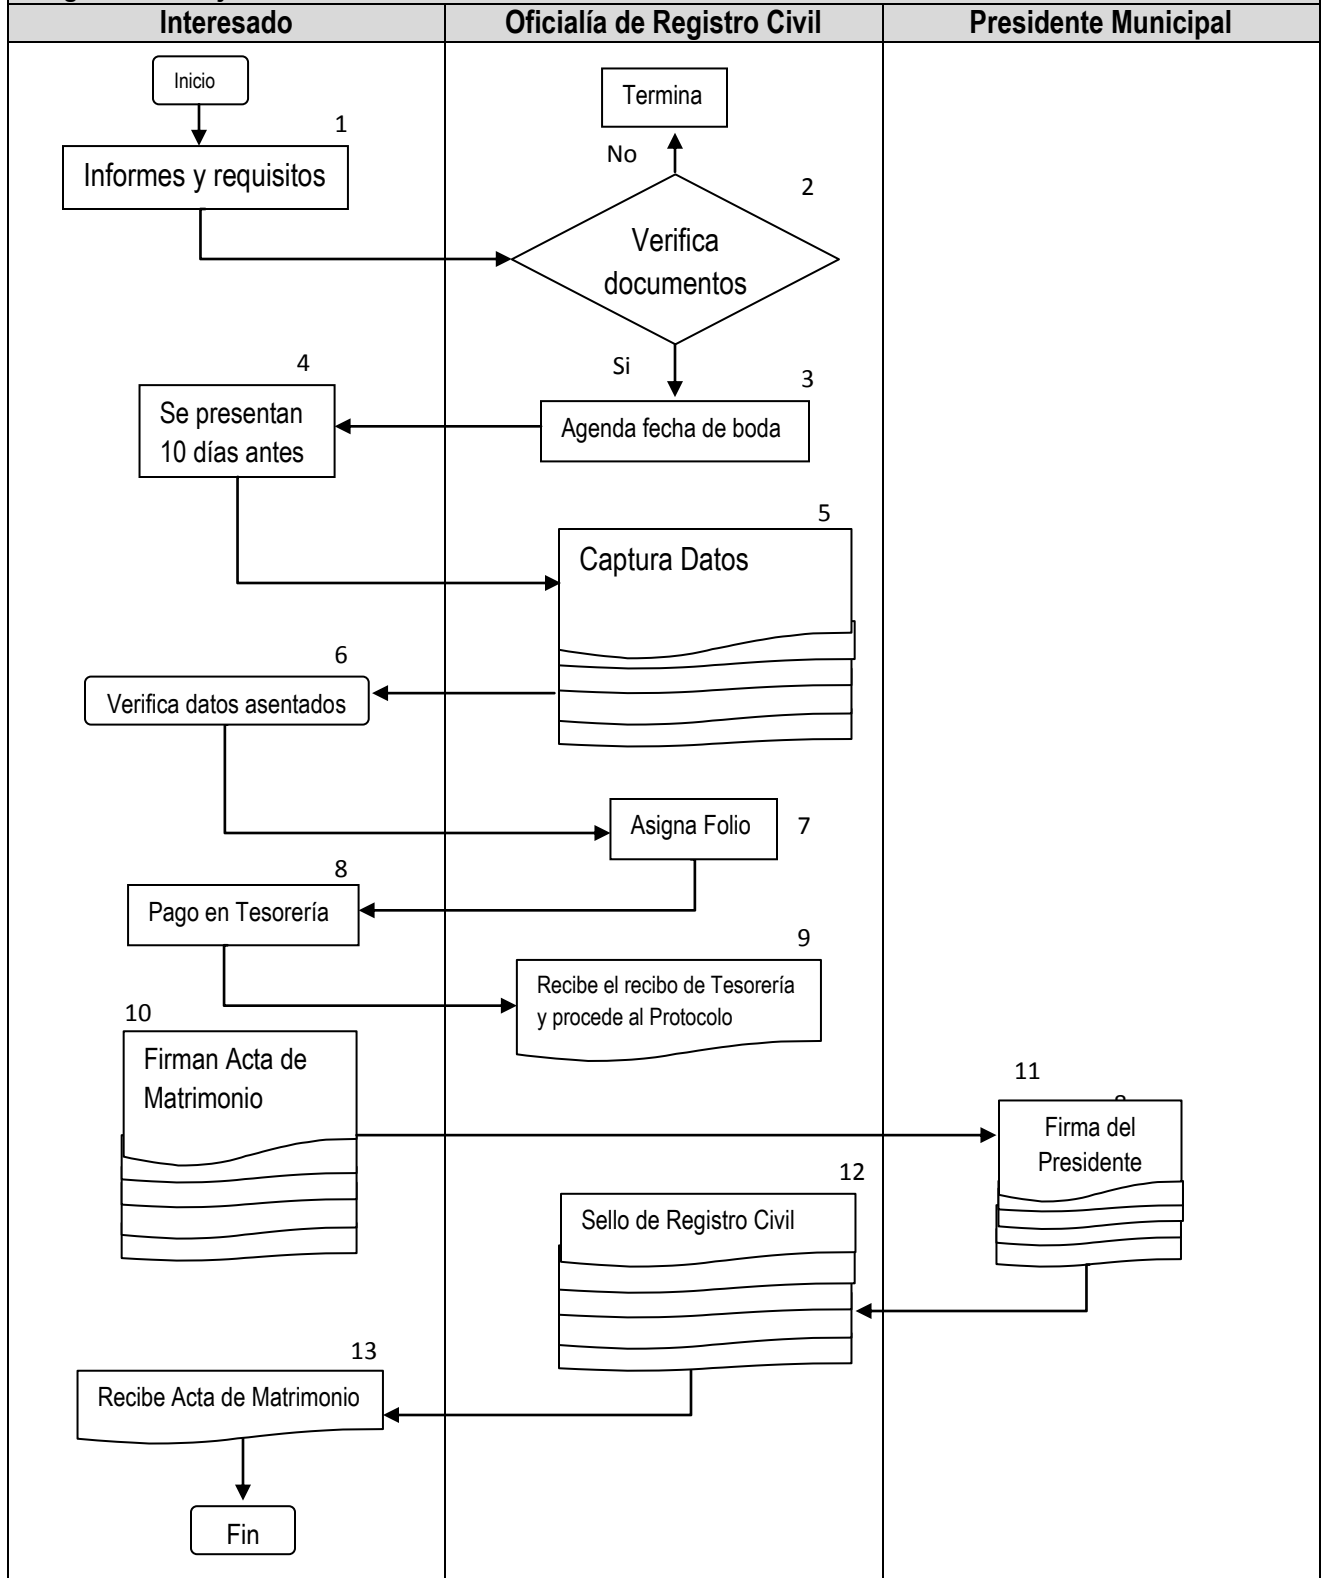 Interesado
Oficialía de Registro Civil
Presidente Municipal
Inicio
Termina
1
Informes y requisitos
No
2
Verifica
documentos
Si
3
Agenda fecha de boda
4
Se presentan
10 días antes
5
Captura Datos
6
Verifica datos asentados
Asigna Folio
7
8
Pago en Tesorería
9
Recibe el recibo de Tesorería
y procede al Protocolo
10
Firman Acta de
Matrimonio
11
Firma del
Presidente
12
Sello de Registro Civil
13
Recibe Acta de Matrimonio
Fin